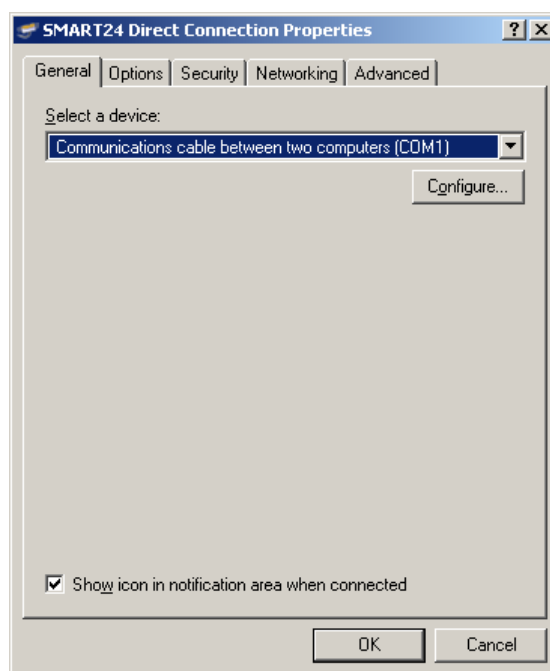 SMART24 Direct Connection Properties ? X
General Options Security Networking Advanced
Select a device:
Communications cable between two computers (COM1)
Configure...
Show icon in notification area when connected
OK Cancel